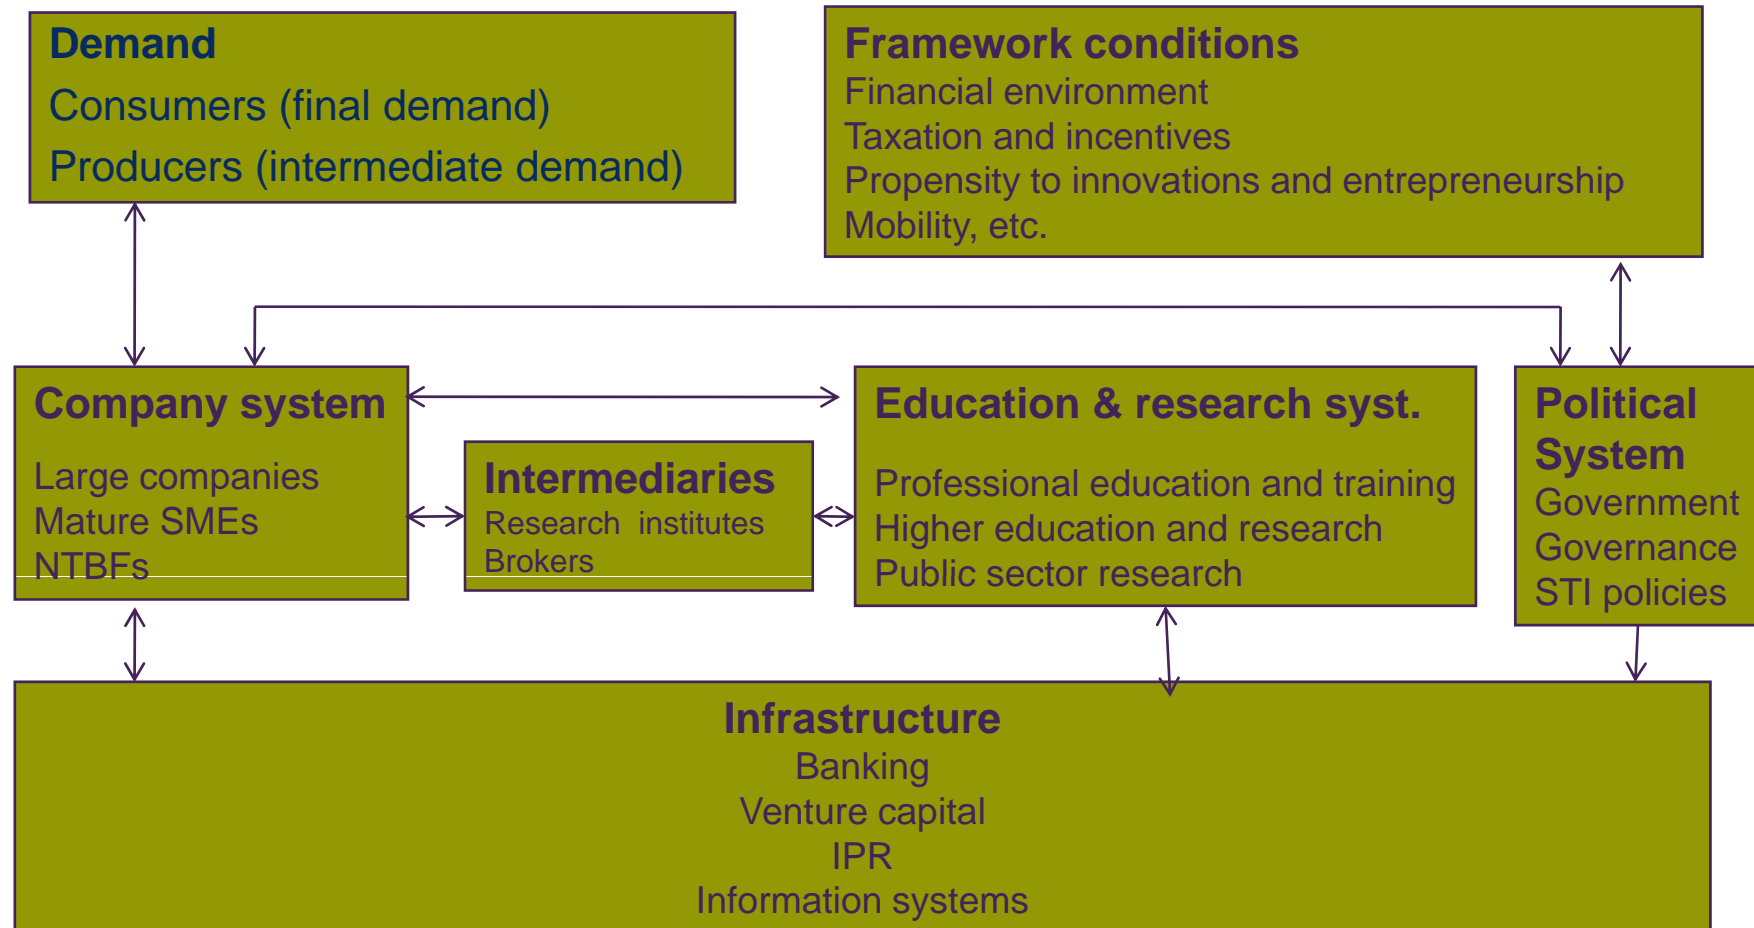 Demand
Consumers (final demand)
Producers (intermediate demand)
Framework conditions
Financial environment
Taxation and incentives
Propensity to innovations and entrepreneurship
Mobility, etc.
Company system
Large companies
Mature SMEs
NTBFs
Intermediaries
Research institutes
Brokers
Education & research syst.
Professional education and training
Higher education and research
Public sector research
Political
System
Government
Governance
STI policies
Infrastructure
Banking
Venture capital
IPR
Information systems